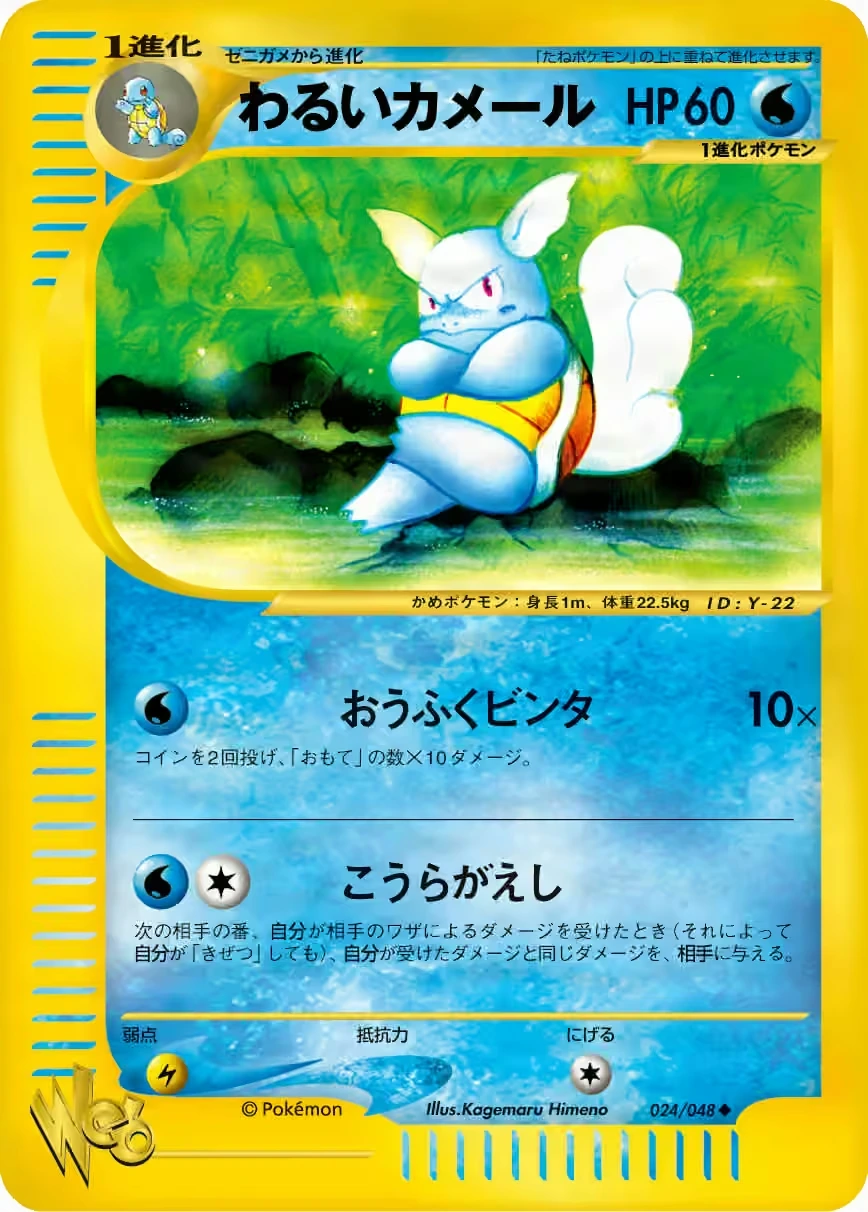 1進化
ゼニガメから進化
「たねポケモン」の上に重ねて進化させます。
わるいカメール HP60
1進化ポケモン
かめポケモン：身長1m、体重22.5kg ID:Y-22
おうふくビンタ 10×
コインを2回投げ、「おもて」の数×10ダメージ。
こうらがえし
次の相手の番、自分が相手のワザによるダメージを受けたとき（それによって
自分が「きぜつ」しても）、自分が受けたダメージと同じダメージを、相手に与える。
弱点 抵抗力 にげる
© Pokémon Illus.Kagemaru Himeno 024/048
Web